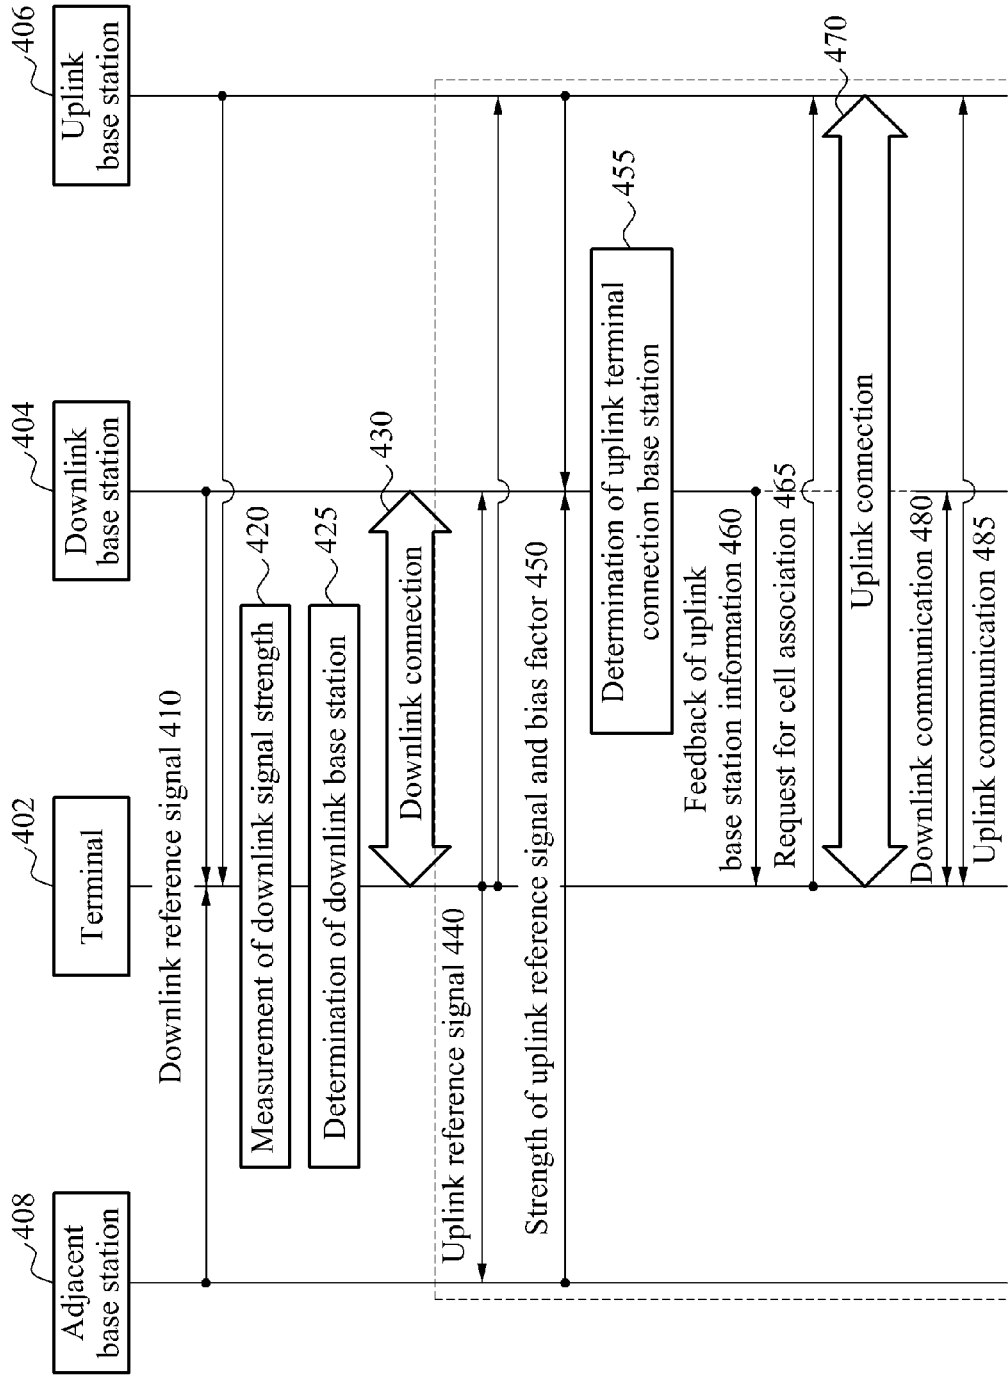 408
Adjacent
base station
402
Terminal
404
Downlink
base station
406
Uplink
base station
Downlink reference signal 410
Measurement of downlink signal strength
420
Determination of downlink base station
425
Downlink connection
430
Uplink reference signal 440
Strength of uplink reference signal and bias factor 450
Determination of uplink terminal
connection base station
455
Feedback of uplink
base station information 460
Request for cell association 465
Uplink connection
470
Downlink communication 480
Uplink communication 485